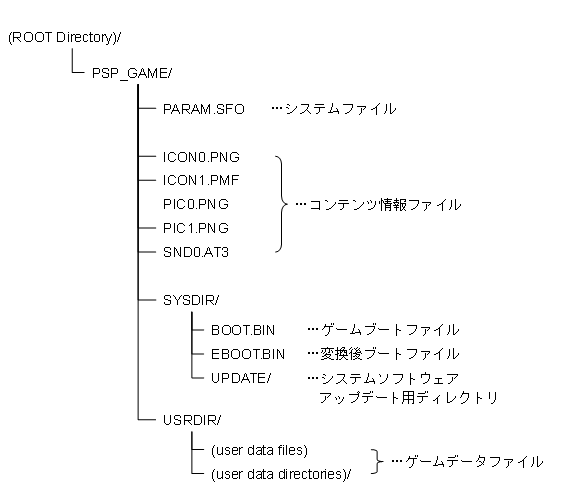 (ROOT Directory)/
PSP_GAME/
PARAM.SFO …システムファイル
ICON0.PNG
ICON1.PMF
PIC0.PNG …コンテンツ情報ファイル
PIC1.PNG
SND0.AT3
SYSDIR/
BOOT.BIN …ゲームブートファイル
EBOOT.BIN …変換後ブートファイル
UPDATE/ …システムソフトウェア
アップデート用ディレクトリ
USRDIR/
(user data files)
(user data directories)/ …ゲームデータファイル